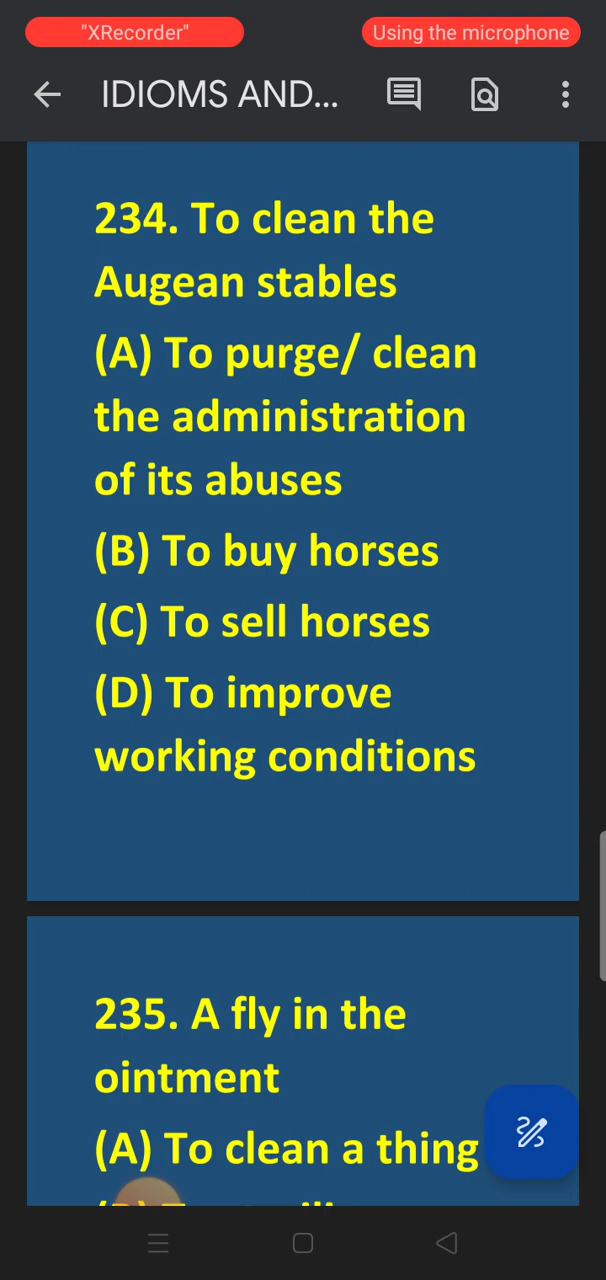 "XRecorder"
Using the microphone
IDIOMS AND...
234. To clean the
Augean stables
(A) To purge/ clean
the administration
of its abuses
(B) To buy horses
(C) To sell horses
(D) To improve
working conditions
235. A fly in the
ointment
(A) To clean a thing